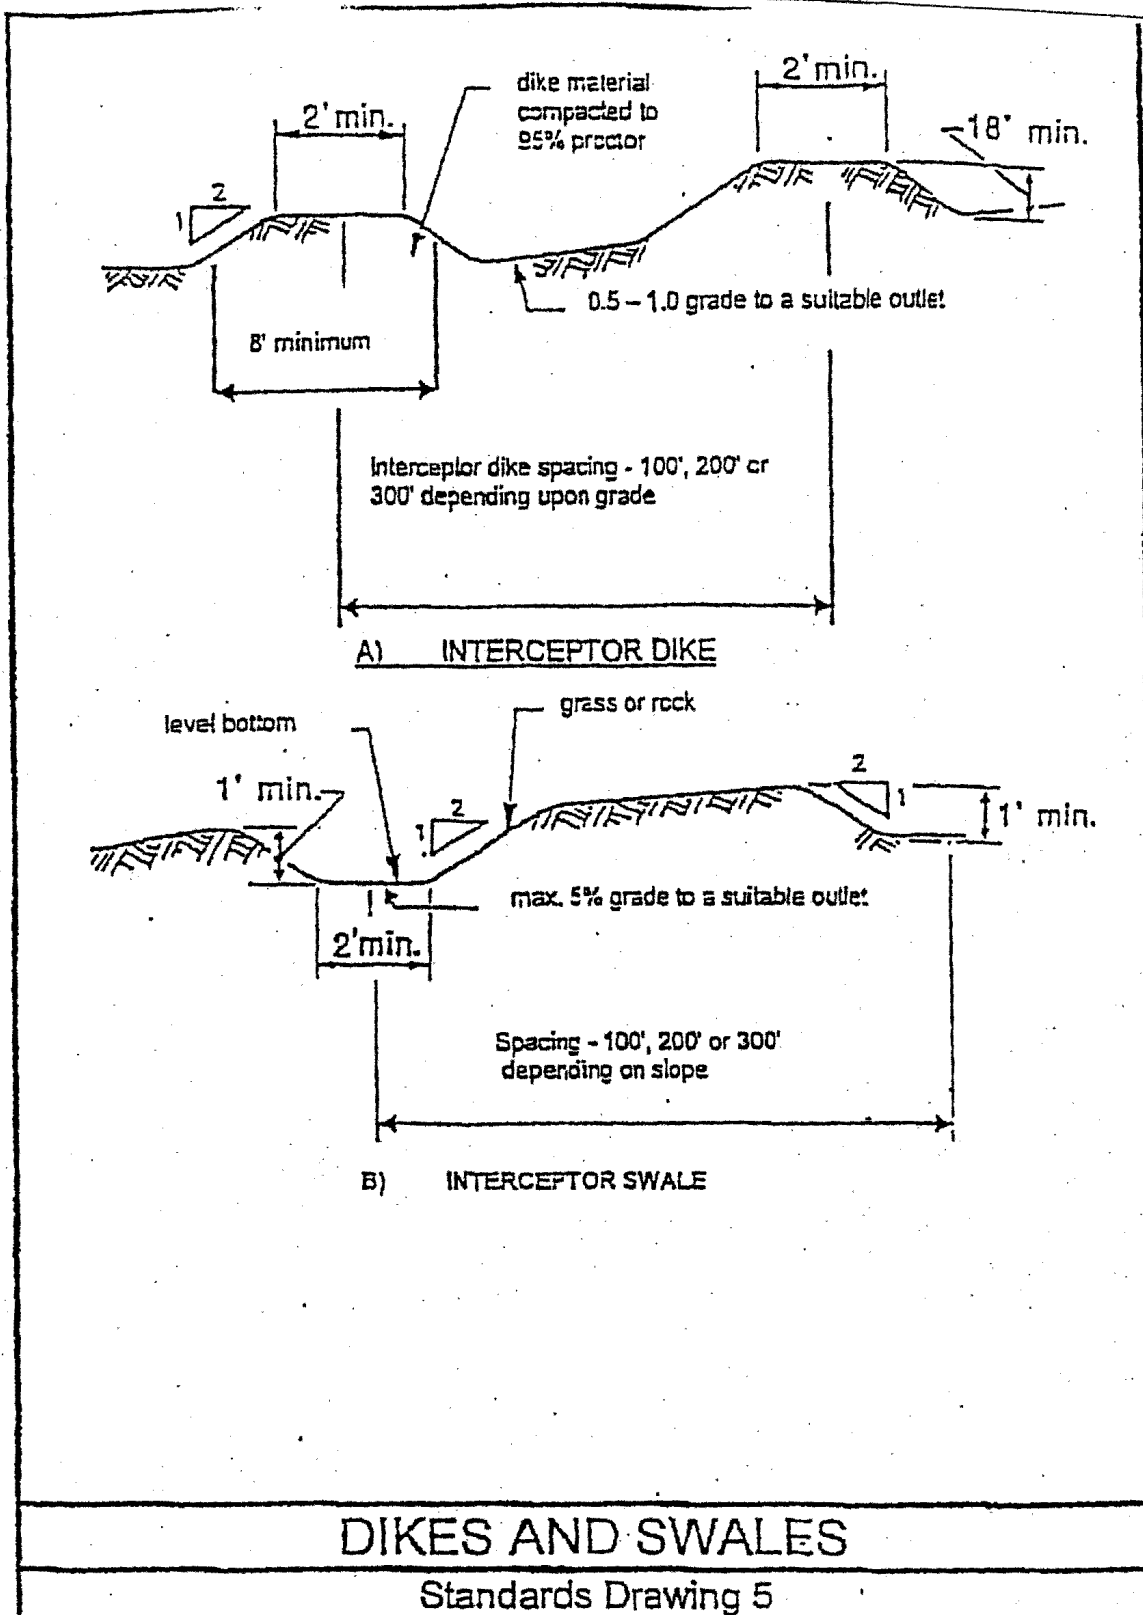 dike material
compacted to
95% proctor
2' min.
2' min.
18' min.
2
1
0.5 – 1.0 grade to a suitable outlet
8' minimum
Interceptor dike spacing - 100', 200' or
300' depending upon grade
A) INTERCEPTOR DIKE
grass or rock
level bottom
1' min.
2
1
2
1
1' min.
max. 5% grade to a suitable outlet
2' min.
Spacing - 100', 200' or 300'
depending on slope
B) INTERCEPTOR SWALE
DIKES AND SWALES
Standards Drawing 5